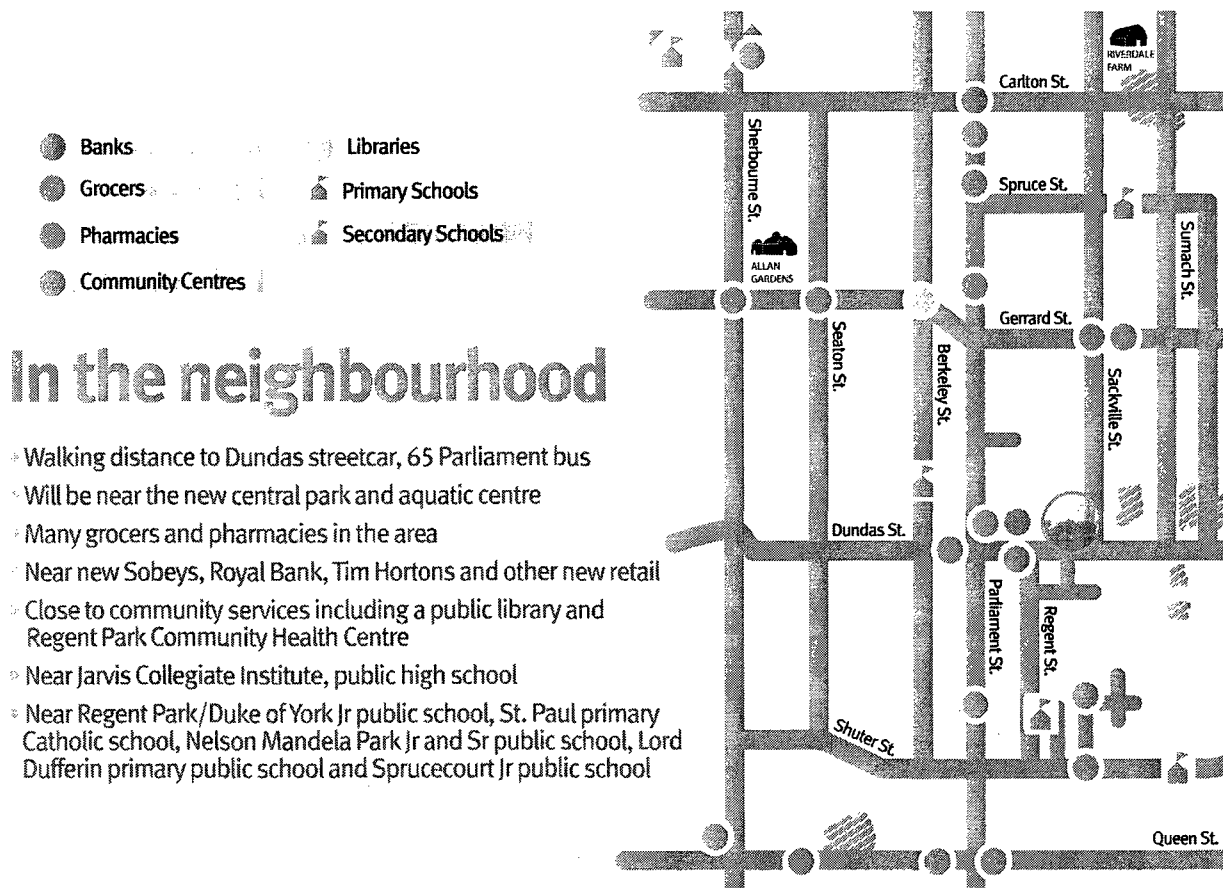 Banks
Libraries
Grocers
Primary Schools
Pharmacies
Secondary Schools
Community Centres
In the neighbourhood
Walking distance to Dundas streetcar, 65 Parliament bus
Will be near the new central park and aquatic centre
Many grocers and pharmacies in the area
Near new Sobeys, Royal Bank, Tim Hortons and other new retail
Close to community services including a public library and
Regent Park Community Health Centre
Near Jarvis Collegiate Institute, public high school
Near Regent Park/Duke of York Jr public school, St. Paul primary
Catholic school, Nelson Mandela Park Jr and Sr public school, Lord
Dufferin primary public school and Sprucecourt Jr public school
RIVERDALE
FARM
Carlton St.
Sherbourne St.
Spruce St.
Sumach St.
ALLAN
GARDENS
Gerrard St.
Seaton St.
Berkeley St.
Sackville St.
Dundas St.
Parliament St.
Regent St.
Shuter St.
Queen St.